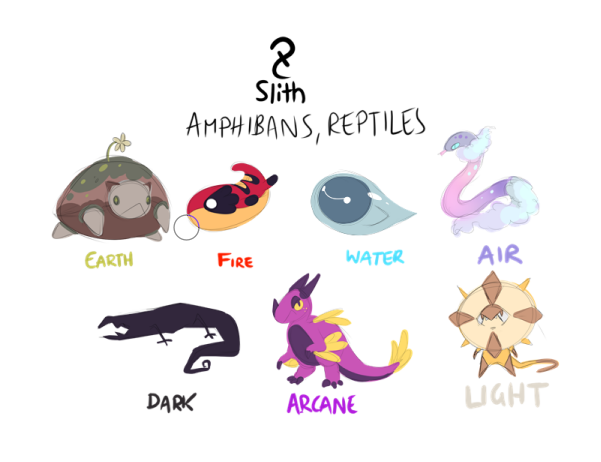 Slith
AMPHIBANS, REPTILES
EARTH
FIRE
WATER
AIR
DARK
ARCANE
LIGHT